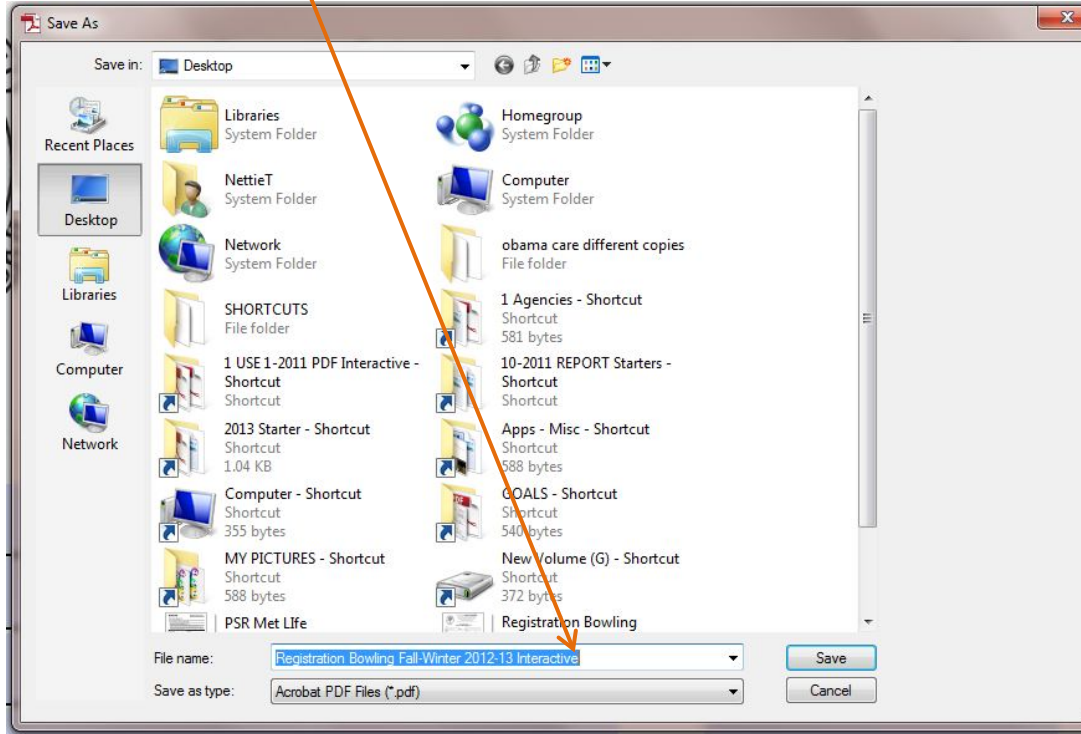 Save As
Save in:
Desktop
Recent Places
Desktop
Libraries
Computer
Network
Libraries
System Folder
Homegroup
System Folder
NettieT
System Folder
Computer
System Folder
Network
System Folder
obama care different copies
File folder
SHORTCUTS
File folder
1 Agencies - Shortcut
Shortcut
581 bytes
1 USE 1-2011 PDF Interactive -
Shortcut
Shortcut
10-2011 REPORT Starters -
Shortcut
Shortcut
2013 Starter - Shortcut
Shortcut
1.04 KB
Apps - Misc - Shortcut
Shortcut
588 bytes
Computer - Shortcut
Shortcut
355 bytes
GOALS - Shortcut
Shortcut
540 bytes
MY PICTURES - Shortcut
Shortcut
588 bytes
New Volume (G) - Shortcut
Shortcut
372 bytes
PSR Met LIfe
Registration Bowling
File name:
Registration Bowling Fall-Winter 2012-13 Interactive
Save
Save as type:
Acrobat PDF Files (*.pdf)
Cancel